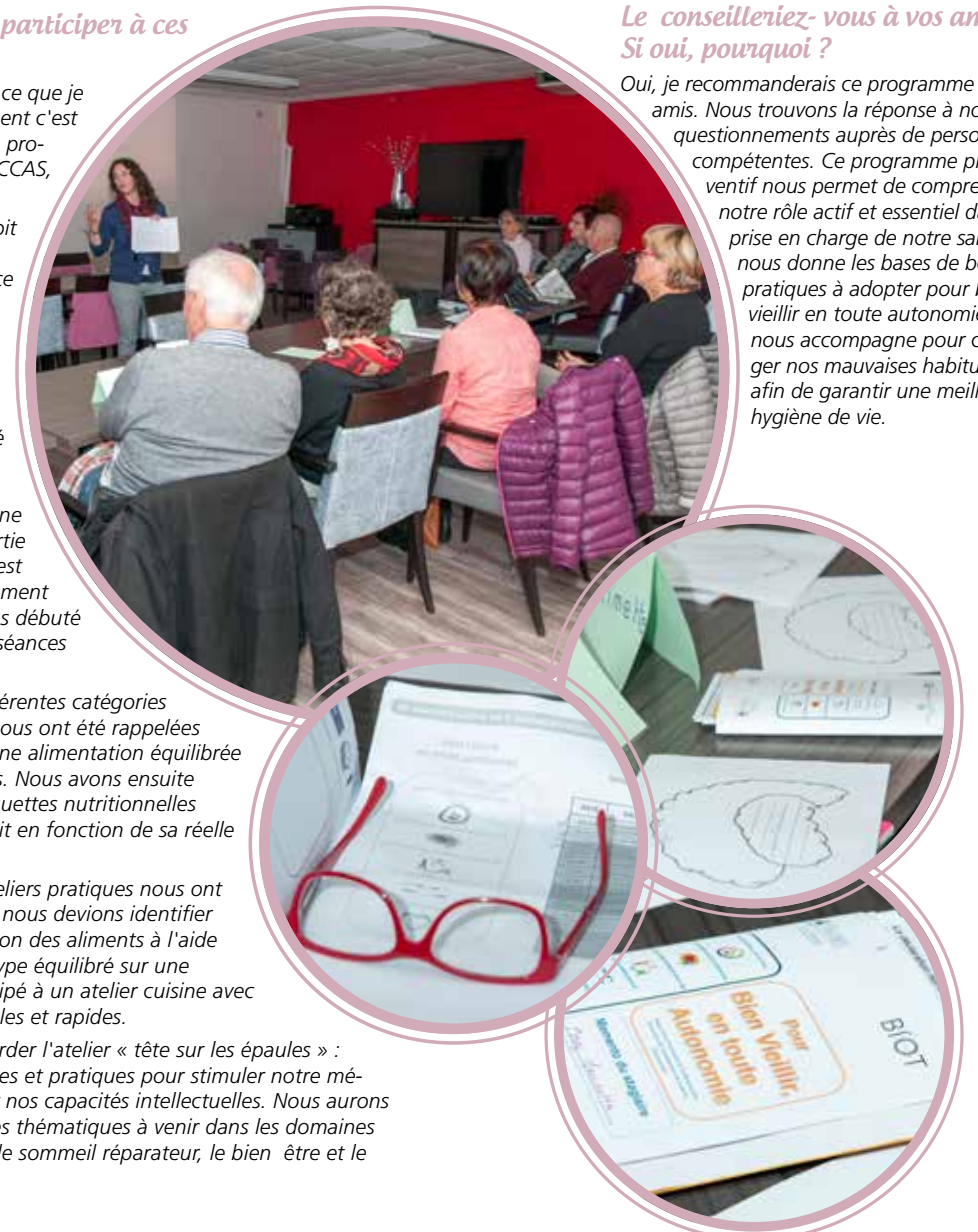 participer à ces
ce que je
ent c'est
pro-
CCAS,
oit
ce
é
ne
rtie
est
ment
s débuté
séances
érentes catégories
ous ont été rappelées
ne alimentation équilibrée
s. Nous avons ensuite
uettes nutritionnelles
it en fonction de sa réelle
eliers pratiques nous ont
nous devions identifier
on des aliments à l'aide
ype équilibré sur une
ipé à un atelier cuisine avec
les et rapides.
rder l'atelier « tête sur les épaules » :
es et pratiques pour stimuler notre mé-
r nos capacités intellectuelles. Nous aurons
es thématiques à venir dans les domaines
le sommeil réparateur, le bien être et le
Le conseilleriez- vous à vos am
Si oui, pourquoi ?
Oui, je recommanderais ce programme
amis. Nous trouvons la réponse à no
questionnements auprès de perso
compétentes. Ce programme p
ventif nous permet de compre
notre rôle actif et essentiel d
prise en charge de notre sa
nous donne les bases de b
pratiques à adopter pour b
vieillir en toute autonomie
nous accompagne pour c
ger nos mauvaises habitu
afin de garantir une meill
hygiène de vie.
Pour
Bien Vieillir,
en toute
Autonomie
Mémento du stagiaire
BIOT